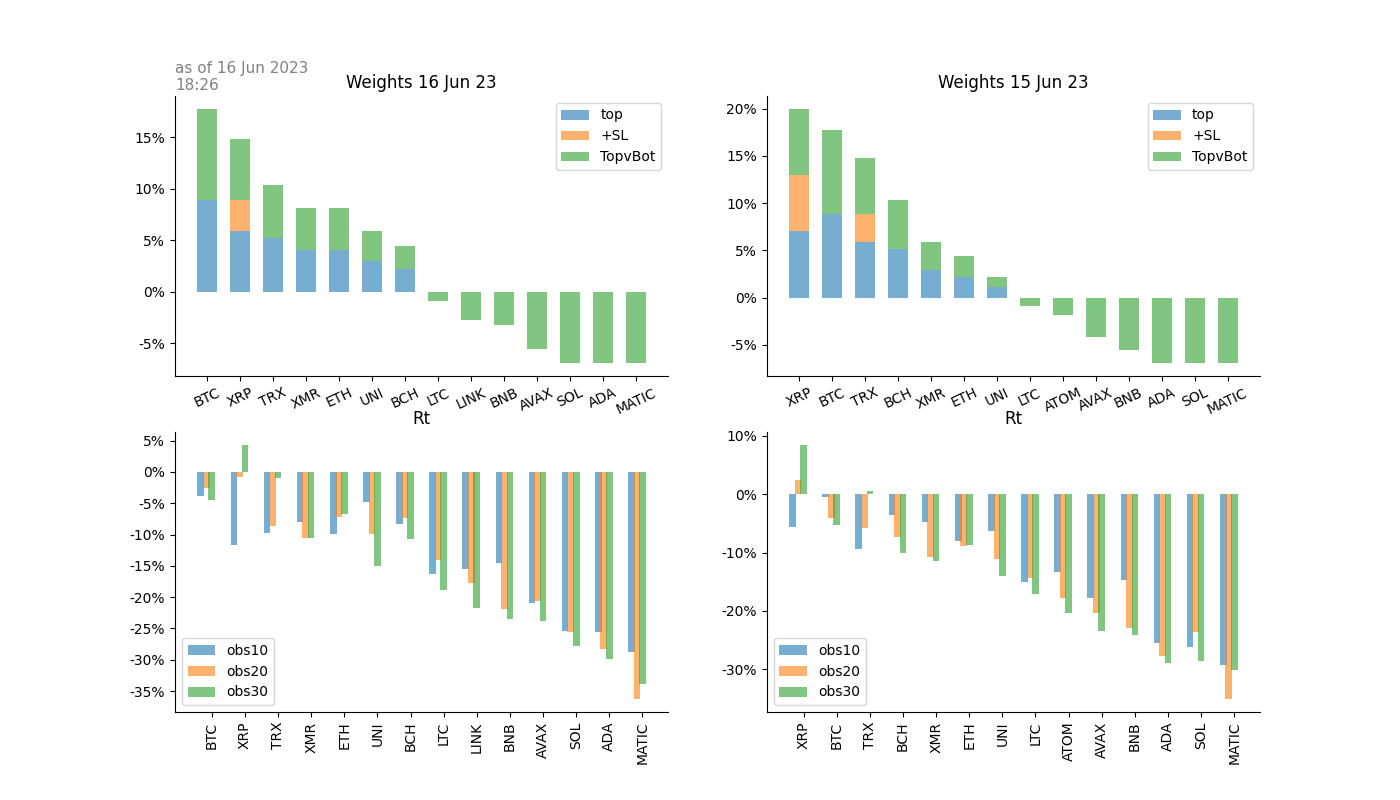 as of 16 Jun 2023
18:26
Weights 16 Jun 23
15%
10%
5%
0%
-5%
top
+SL
TopvBot
BTC XRP TRX XMR ETH UNI BCH LTC LINK BNB AVAX SOL ADA MATIC
Weights 15 Jun 23
20%
15%
10%
5%
0%
-5%
top
+SL
TopvBot
XRP BTC TRX BCH XMR ETH UNI LTC ATOM AVAX BNB ADA SOL MATIC
Rt
5%
0%
-5%
-10%
-15%
-20%
-25%
-30%
-35%
obs10
obs20
obs30
BTC XRP TRX XMR ETH UNI BCH LTC LINK BNB AVAX SOL ADA MATIC
Rt
10%
0%
-10%
-20%
-30%
obs10
obs20
obs30
XRP BTC TRX BCH XMR ETH UNI LTC ATOM AVAX BNB ADA SOL MATIC